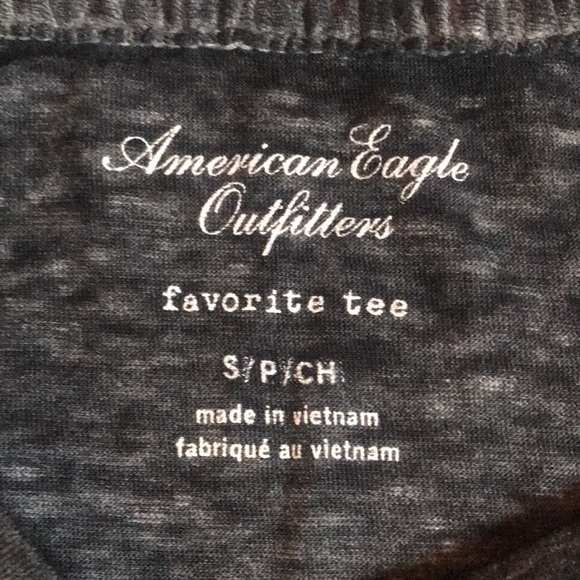 American Eagle
Outfitters
favorite tee
S/P/CH
made in vietnam
fabriqué au vietnam